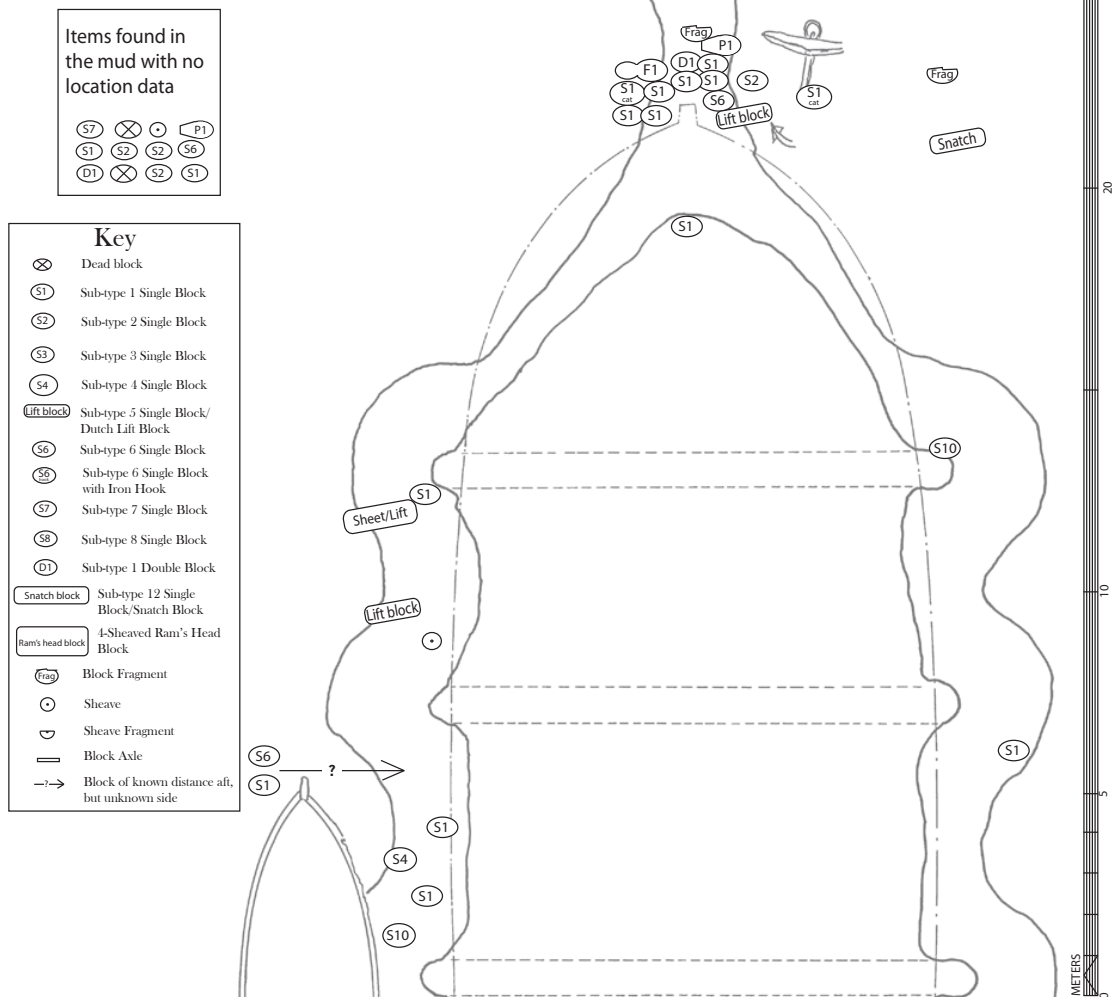 Items found in
the mud with no
location data
S7
P1
S1 S2 S2 S6
D1 S2 S1
Key
Dead block
S1 Sub-type 1 Single Block
S2 Sub-type 2 Single Block
S3 Sub-type 3 Single Block
S4 Sub-type 4 Single Block
Lift block Sub-type 5 Single Block/
Dutch Lift Block
S6 Sub-type 6 Single Block
S6 Sub-type 6 Single Block
with Iron Hook
S7 Sub-type 7 Single Block
S8 Sub-type 8 Single Block
D1 Sub-type 1 Double Block
Snatch block Sub-type 12 Single
Block/Snatch Block
Ram's head block 4-Sheaved Ram's Head
Block
Frag Block Fragment
Sheave
Sheave Fragment
Block Axle
-?→ Block of known distance aft,
but unknown side
Frag
P1
D1 S1
F1
S1 S1 S2
S1
cat
S1
S6
S1 S1
Lift block
S1
cat
Frag
Snatch
20
S1
S10
S1
Sheet/Lift
10
Lift block
S1
S6
?
S1
5
S1
S4
S1
S10
METERS
0